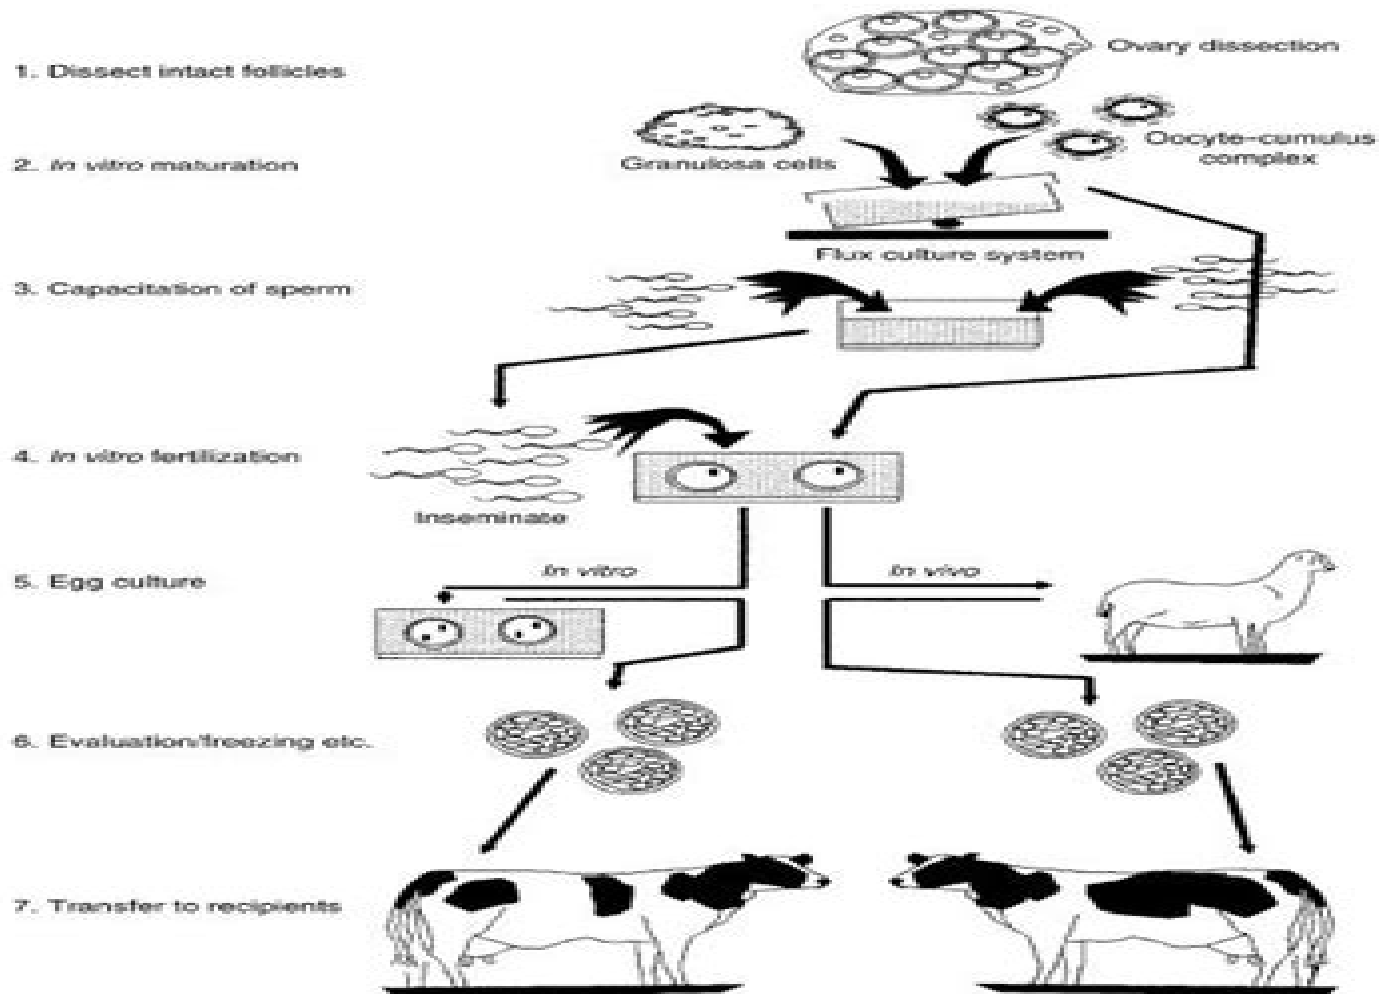 Ovary dissection
1. Dissect intact follicles
Granulosa cells
Oocyte-cumulus
complex
2. In vitro maturation
Flux culture system
3. Capacitation of sperm
4. In vitro fertilization
Inseminate
5. Egg culture
In vitro
In vivo
6. Evaluation/freezing etc.
7. Transfer to recipients